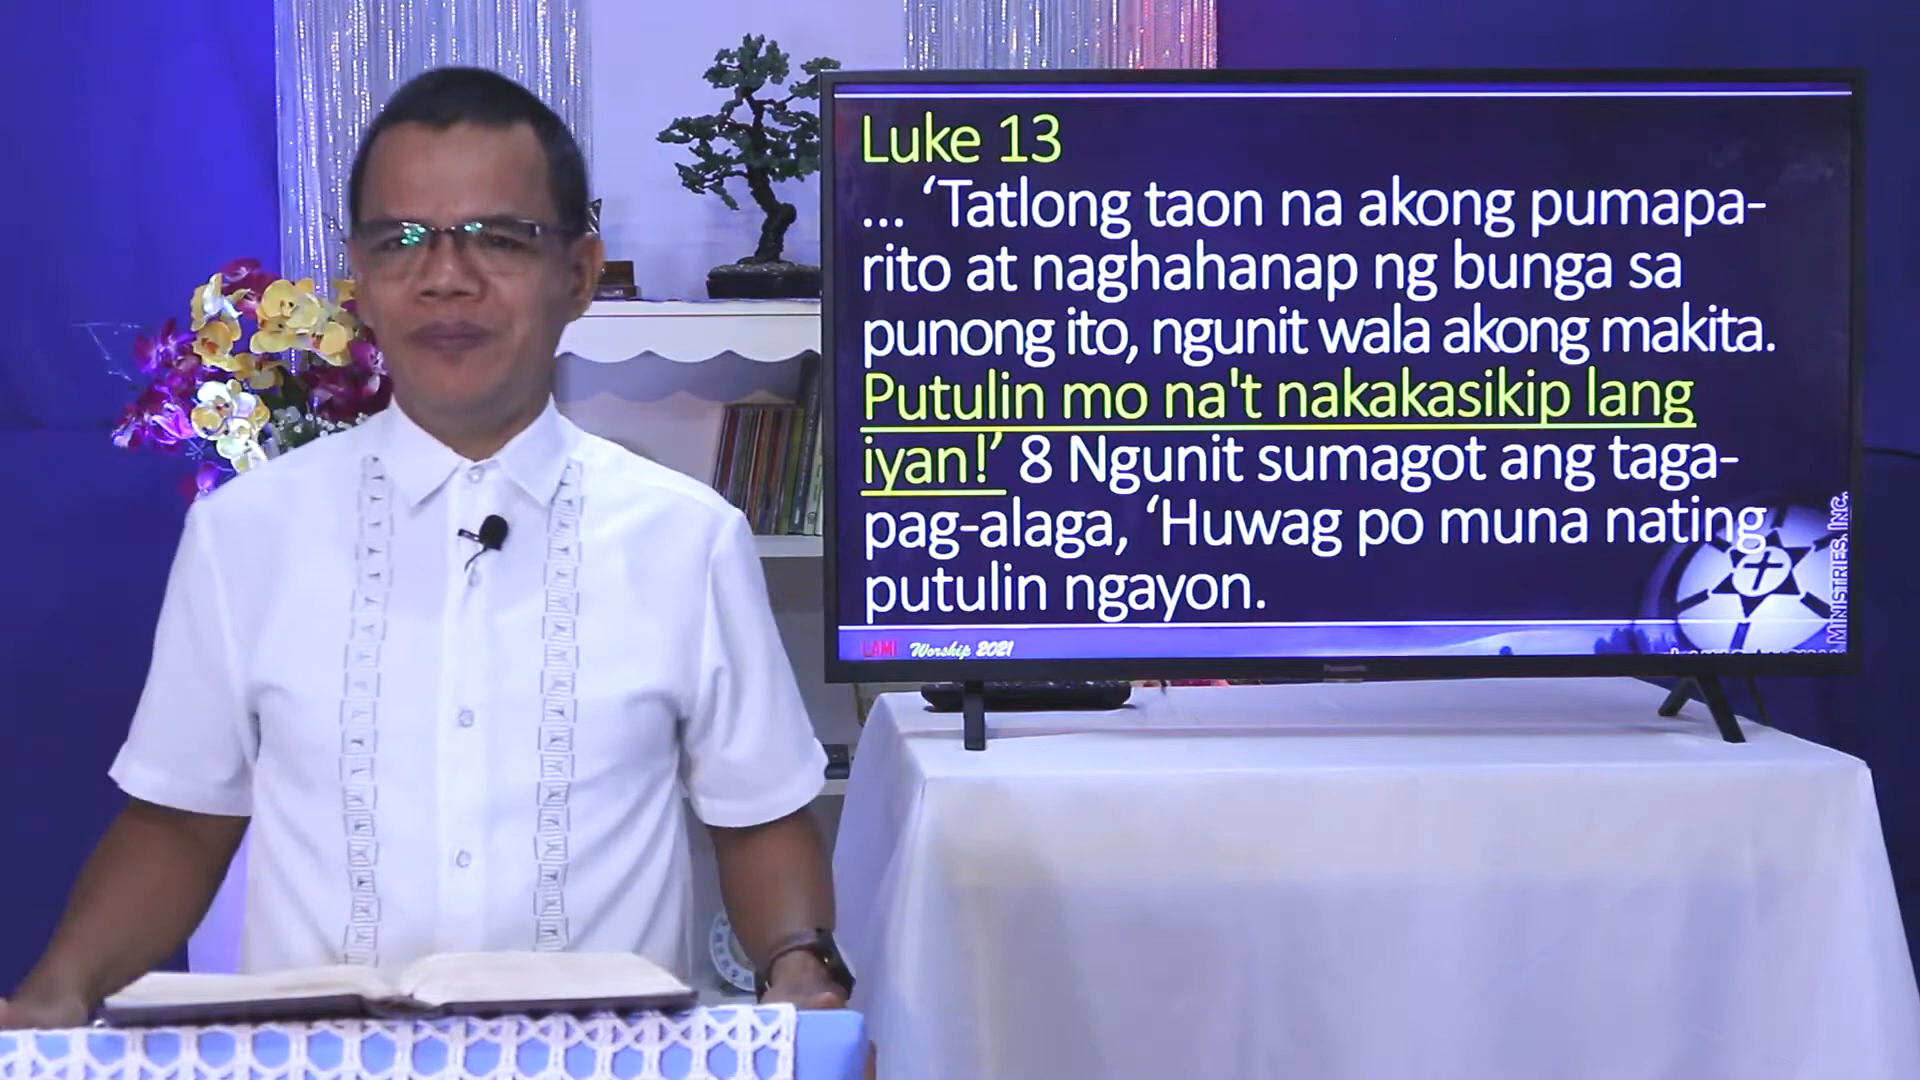 Luke 13
... ‘Tatlong taon na akong pumapa-
rito at naghahanap ng bunga sa
punong ito, ngunit wala akong makita.
Putulin mo na't nakakasikip lang
iyan!’ 8 Ngunit sumagot ang taga-
pag-alaga, ‘Huwag po muna nating
putulin ngayon.
LAMI Worship 2021
MINISTRIES, INC.